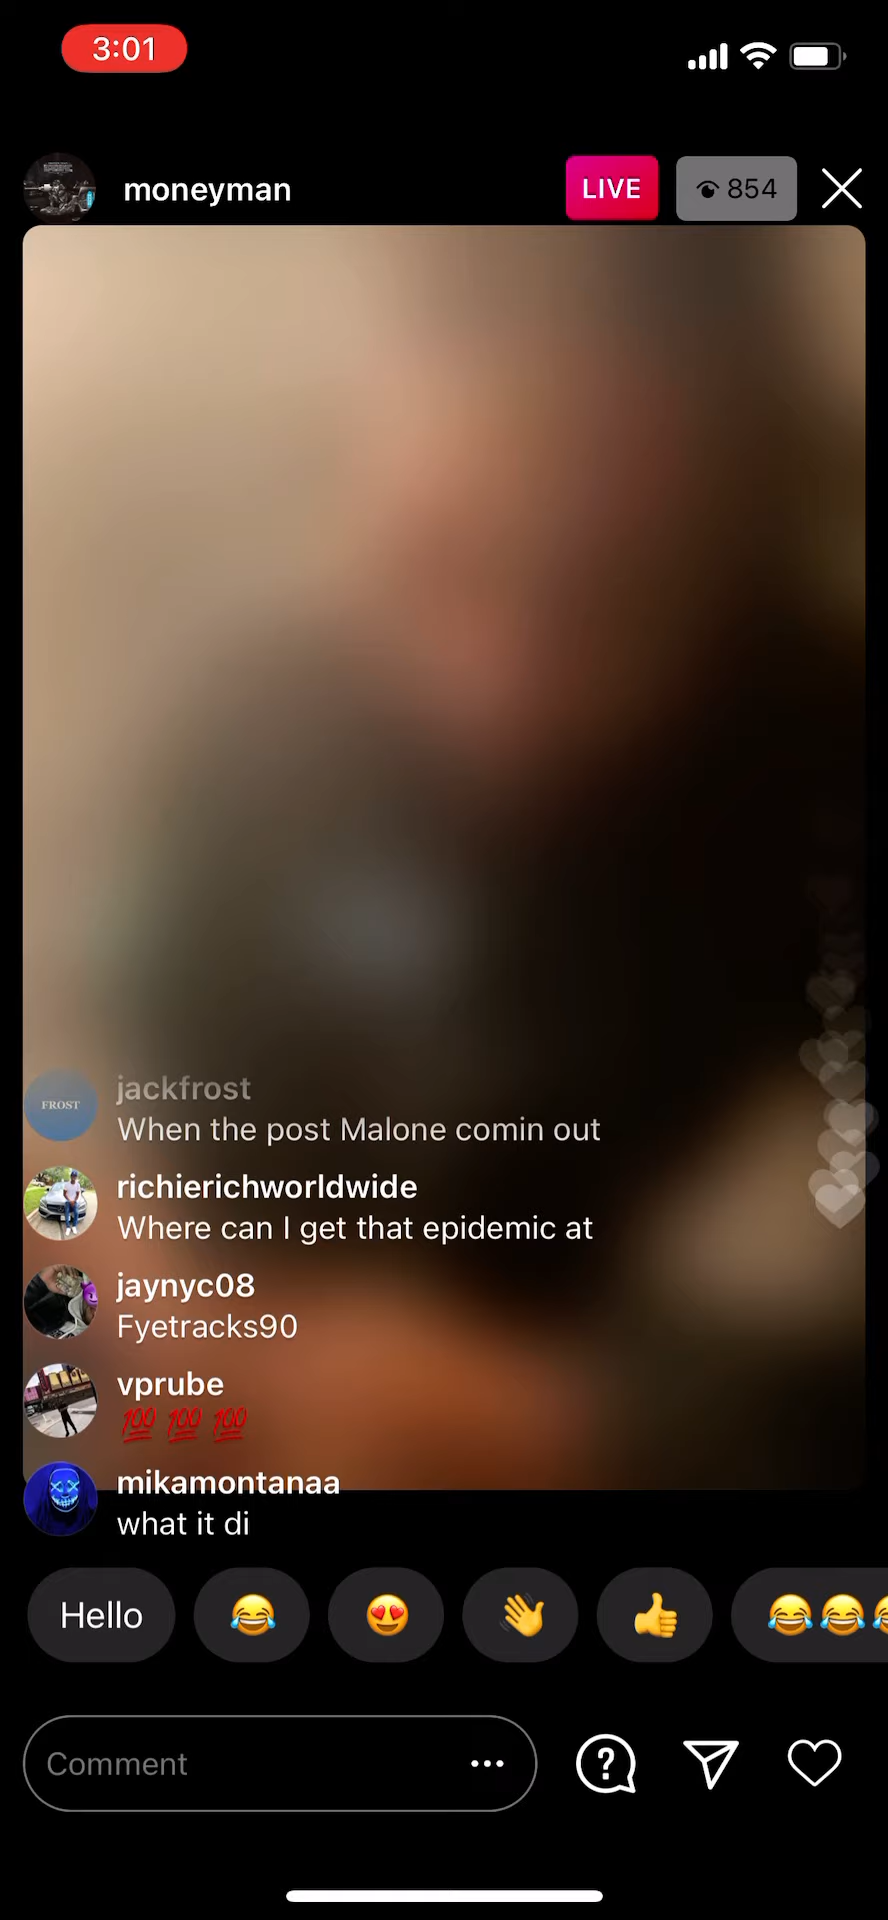 3:01
moneyman
LIVE
854
FROST
jackfrost
When the post Malone comin out
richierichworldwide
Where can I get that epidemic at
jaynyc08
Fyetracks90
vprube
💯 💯 💯
mikamontanaa
what it di
Hello
Comment